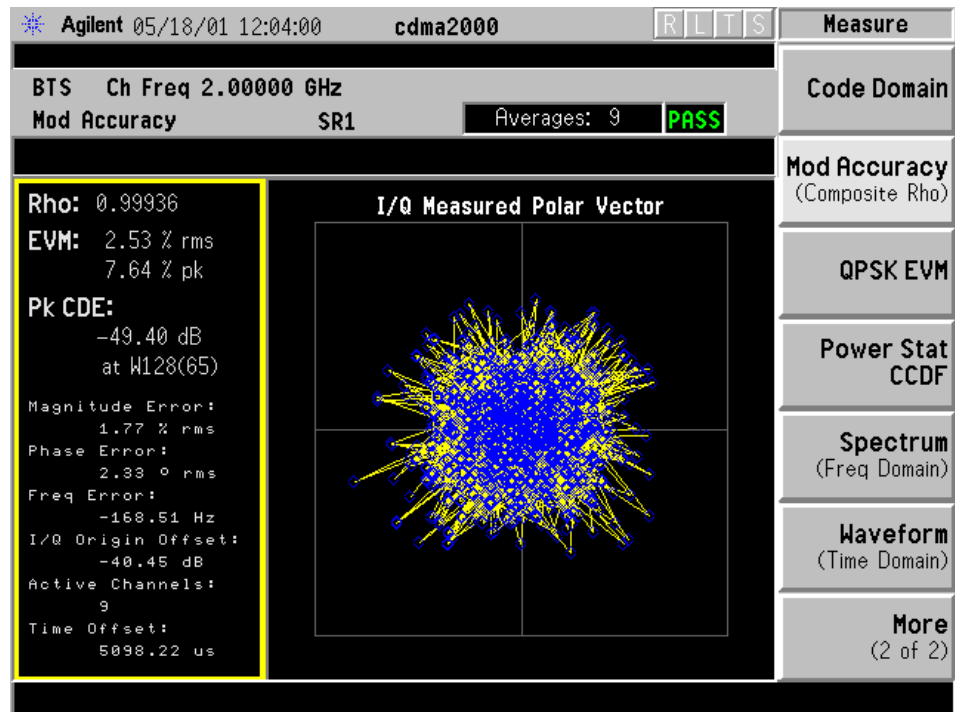 Agilent 05/18/01 12:04:00 cdma2000 R L T S Measure
BTS Ch Freq 2.00000 GHz
Mod Accuracy SR1 Averages: 9 PASS
Rho: 0.99936
EVM: 2.53 % rms
7.64 % pk
Pk CDE:
-49.40 dB
at W128(65)
Magnitude Error:
1.77 % rms
Phase Error:
2.33 º rms
Freq Error:
-168.51 Hz
I/Q Origin Offset:
-40.45 dB
Active Channels:
9
Time Offset:
5098.22 us
I/Q Measured Polar Vector
Code Domain
Mod Accuracy
(Composite Rho)
QPSK EVM
Power Stat
CCDF
Spectrum
(Freq Domain)
Waveform
(Time Domain)
More
(2 of 2)